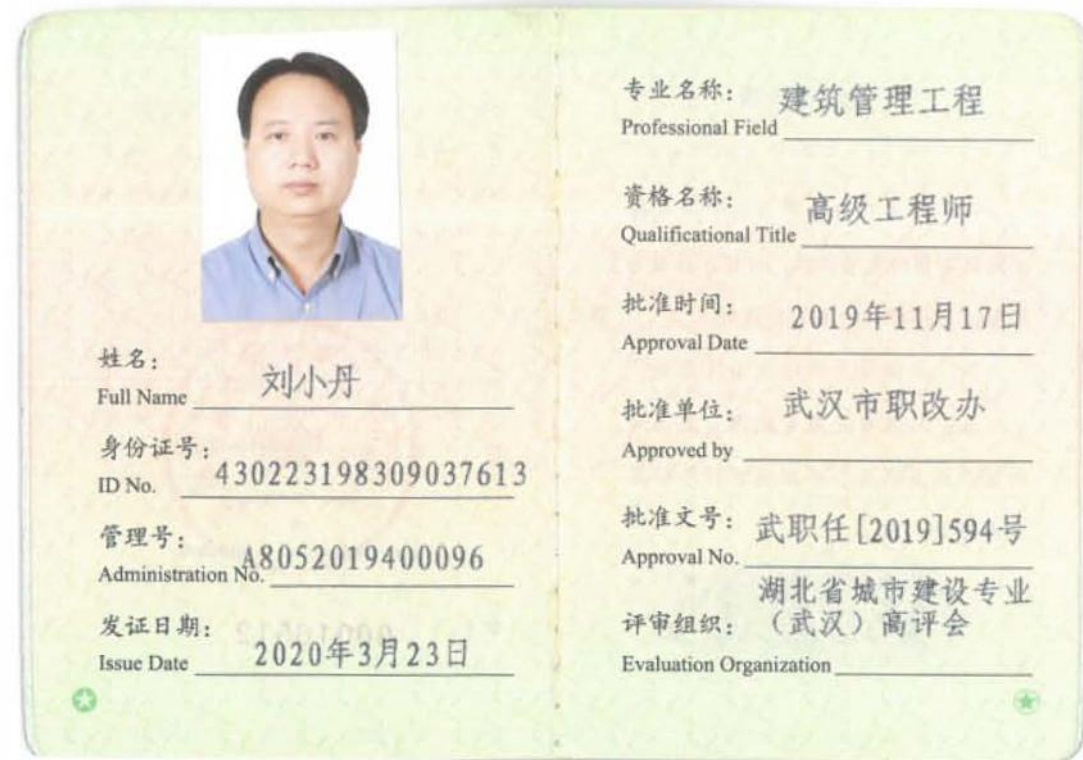 姓名：
Full Name 刘小丹
身份证号：
ID No. 430223198309037613
管理号：
Administration No. A8052019400096
发证日期：
Issue Date 2020年3月23日
专业名称： 建筑管理工程
Professional Field
资格名称： 高级工程师
Qualificational Title
批准时间： 2019年11月17日
Approval Date
批准单位： 武汉市职改办
Approved by
批准文号： 武职任[2019]594号
Approval No.
湖北省城市建设专业
评审组织： （武汉）高评会
Evaluation Organization